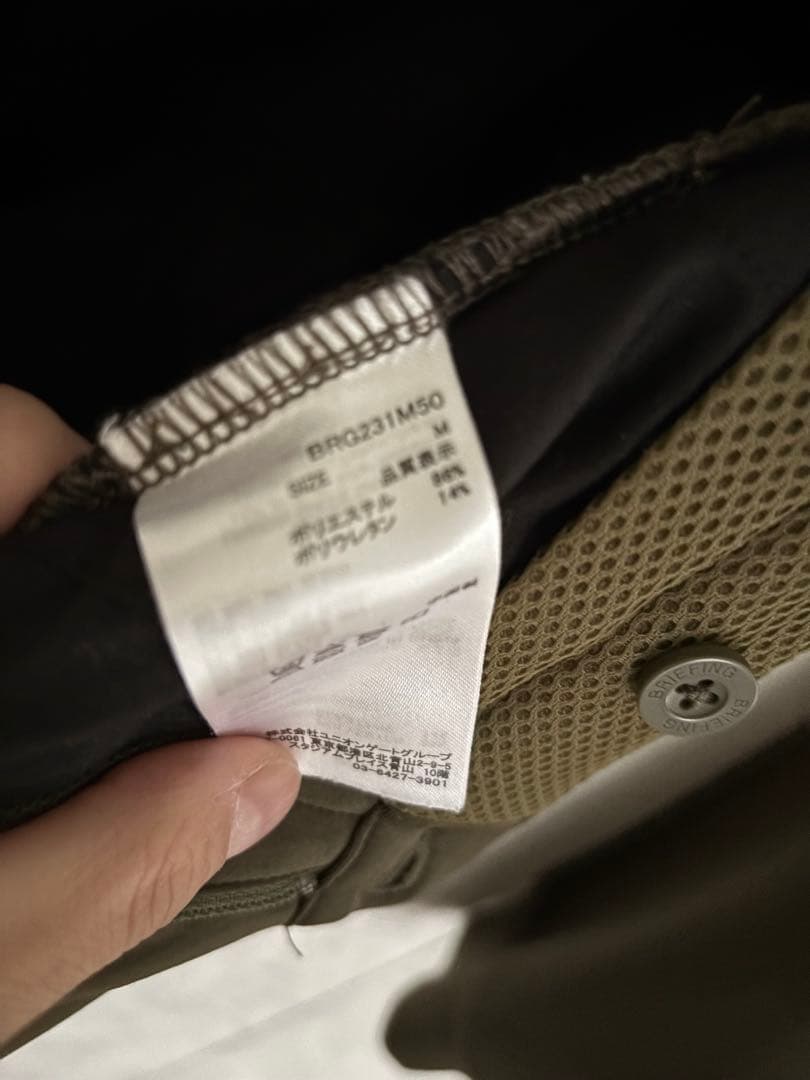 BRG231M50
SIZE M
品質表示
ポリエステル 86%
ポリウレタン 14%
株式会社ユニオンゲートグループ
-0061 東京都港区北青山2-9-5
スタジアムプレイス青山 10階
03-6427-3901
BRIEFING BRIEFING